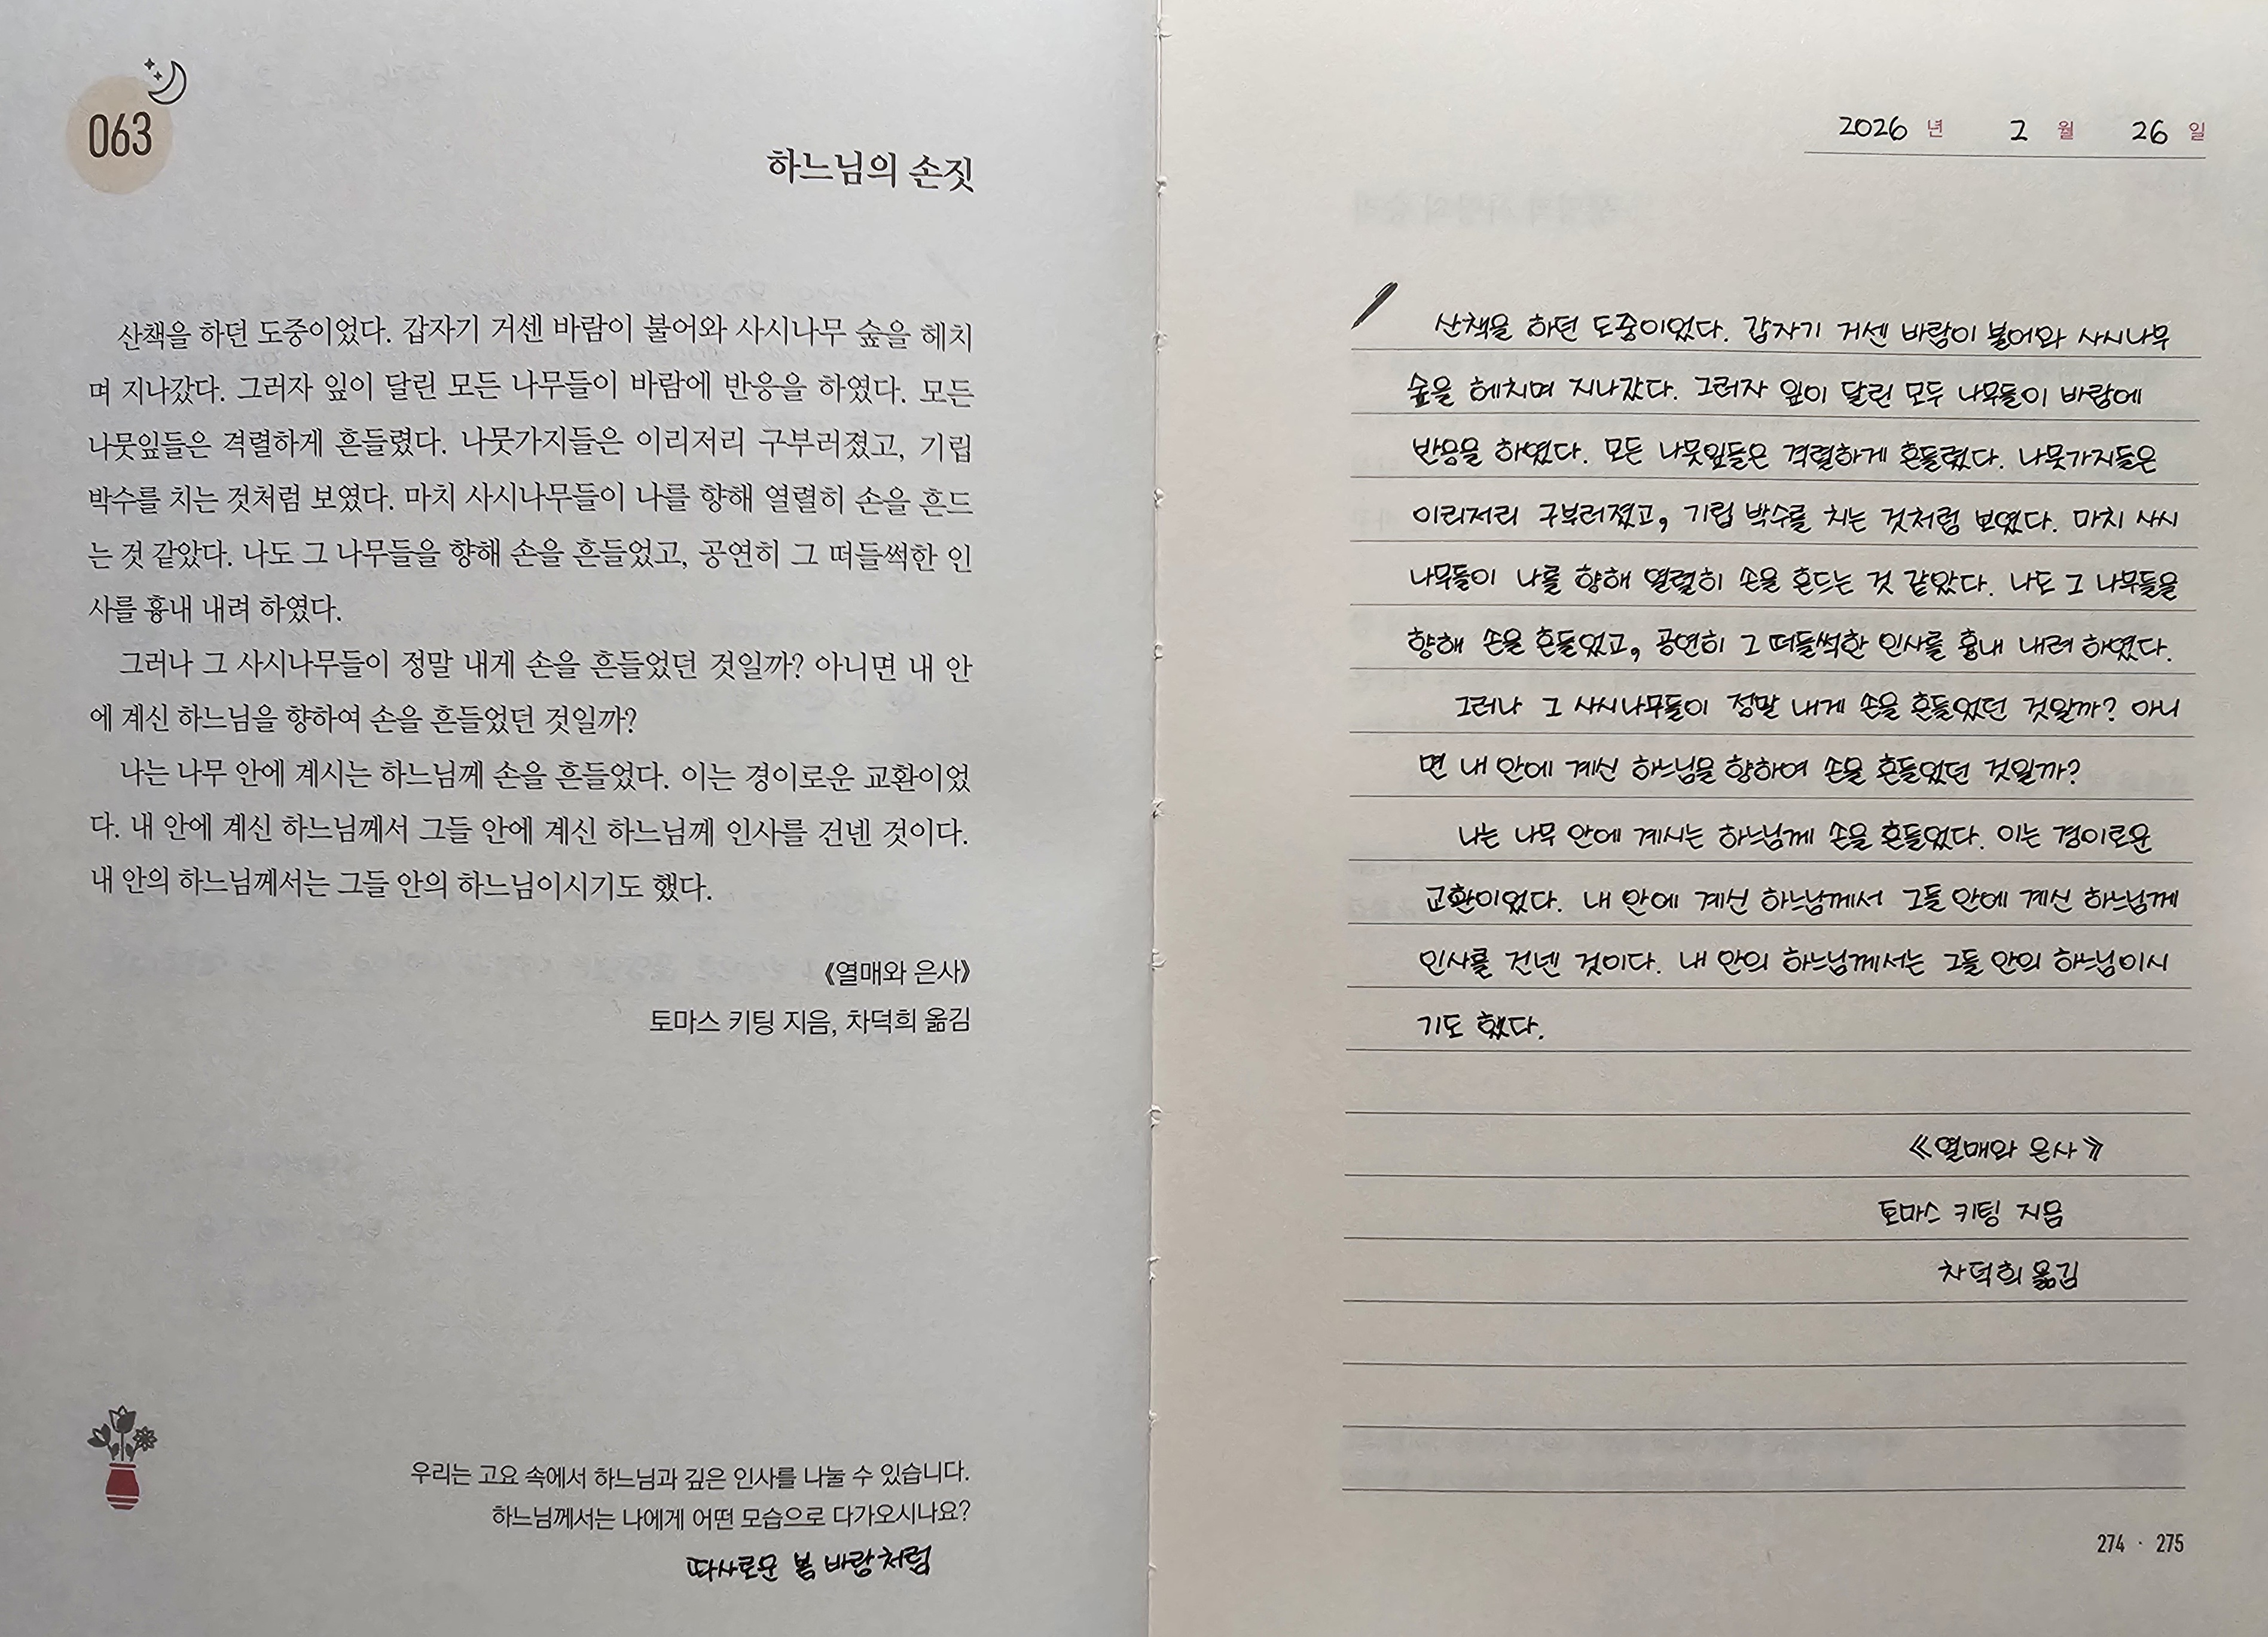 063
하느님의 손짓
산책을 하던 도중이었다. 갑자기 거센 바람이 불어와 사시나무 숲을 헤치
며 지나갔다. 그러자 잎이 달린 모든 나무들이 바람에 반응을 하였다. 모든
나뭇잎들은 격렬하게 흔들렸다. 나뭇가지들은 이리저리 구부러졌고, 기립
박수를 치는 것처럼 보였다. 마치 사시나무들이 나를 향해 열렬히 손을 흔드
는 것 같았다. 나도 그 나무들을 향해 손을 흔들었고, 공연히 그 떠들썩한 인
사를 흉내 내려 하였다.
그러나 그 사시나무들이 정말 내게 손을 흔들었던 것일까? 아니면 내 안
에 계신 하느님을 향하여 손을 흔들었던 것일까?
나는 나무 안에 계시는 하느님께 손을 흔들었다. 이는 경이로운 교환이었
다. 내 안에 계신 하느님께서 그들 안에 계신 하느님께 인사를 건넨 것이다.
내 안의 하느님께서는 그들 안의 하느님이시기도 했다.
《열매와 은사》
토마스 키팅 지음, 차덕희 옮김
우리는 고요 속에서 하느님과 깊은 인사를 나눌 수 있습니다.
하느님께서는 나에게 어떤 모습으로 다가오시나요?
따사로운 봄 바람처럼
2026 년 2 월 26 일
산책을 하던 도중이었다. 갑자기 거센 바람이 불어와 사시나무
숲을 헤치며 지나갔다. 그러자 잎이 달린 모두 나무들이 바람에
반응을 하였다. 모든 나뭇잎들은 격렬하게 흔들렸다. 나뭇가지들은
이리저리 구부러졌고, 기립 박수를 치는 것처럼 보였다. 마치 사시
나무들이 나를 향해 열렬히 손을 흔드는 것 같았다. 나도 그 나무들을
향해 손을 흔들었고, 공연히 그 떠들썩한 인사를 흉내 내려 하였다.
그러나 그 사시나무들이 정말 내게 손을 흔들었던 것일까? 아니
면 내 안에 계신 하느님을 향하여 손을 흔들었던 것일까?
나는 나무 안에 계시는 하느님께 손을 흔들었다. 이는 경이로운
교환이었다. 내 안에 계신 하느님께서 그들 안에 계신 하느님께
인사를 건넨 것이다. 내 안의 하느님께서는 그들 안의 하느님이시
기도 했다.
《열매와 은사》
토마스 키팅 지음
차덕희 옮김
274 · 275